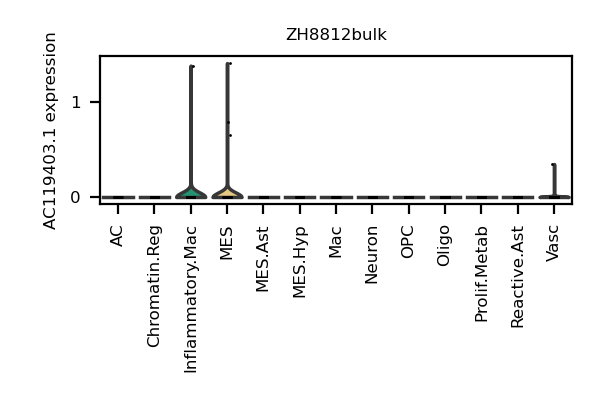 ZH8812bulk
AC119403.1 expression
1
0
AC
Chromatin.Reg
Inflammatory.Mac
MES
MES.Ast
MES.Hyp
Mac
Neuron
OPC
Oligo
Prolif.Metab
Reactive.Ast
Vasc